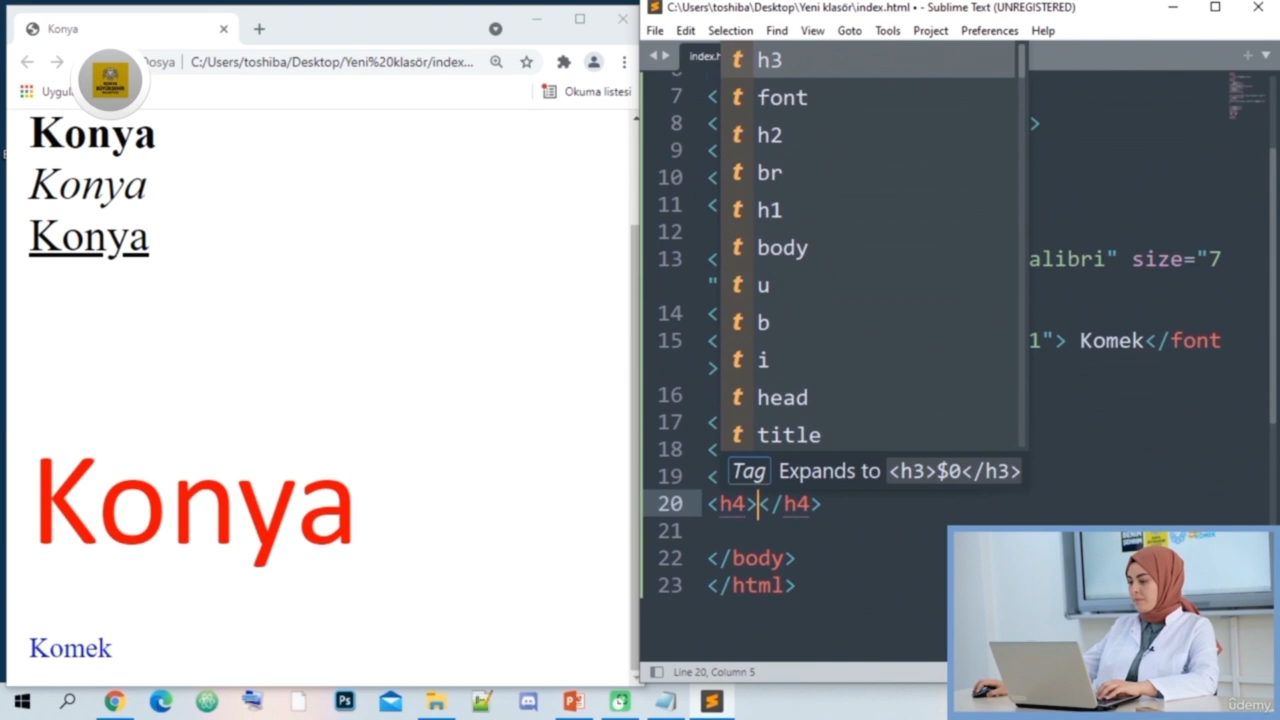 Konya
Dosya
C:/Users/toshiba/Desktop/Yeni%20klasör/index...
Okuma listesi
Konya
Konya
Konya
Konya
Komek
C:\Users\toshiba\Desktop\Yeni klasör\index.html • - Sublime Text (UNREGISTERED)
File Edit Selection Find View Goto Tools Project Preferences Help
h3
font
h2
br
h1
body
u
b
i
head
title
Tag Expands to <h3>$0</h3>
7 <
8 < >
9 <
10 <
11 <
12
13 < alibri" size="7
"
14 <
15 < 1"> Komek</font
>
16
17 <
18 <
19 <
20 <h4></h4>
21
22 </body>
23 </html>
Line 20, Column 5
ûdemy